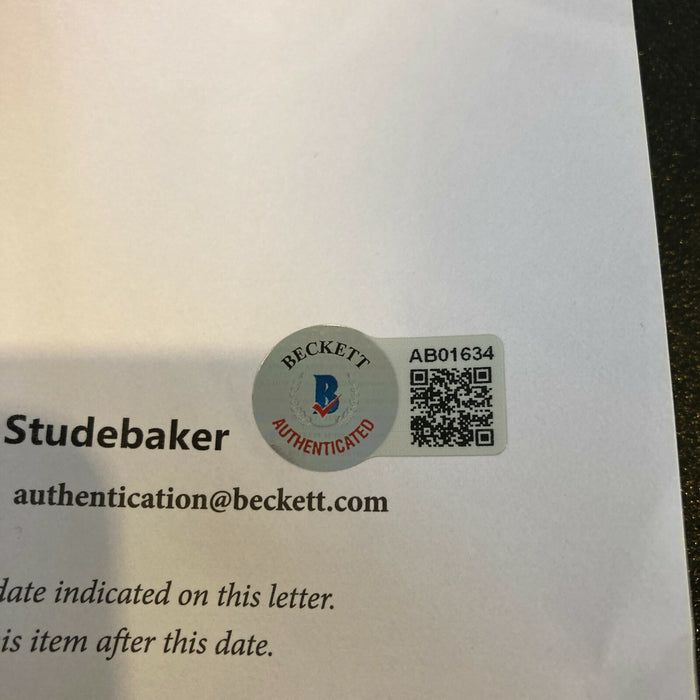 BECKETT
B
AUTHENTICATED
AB01634
Studebaker
authentication@beckett.com
date indicated on this letter.
is item after this date.